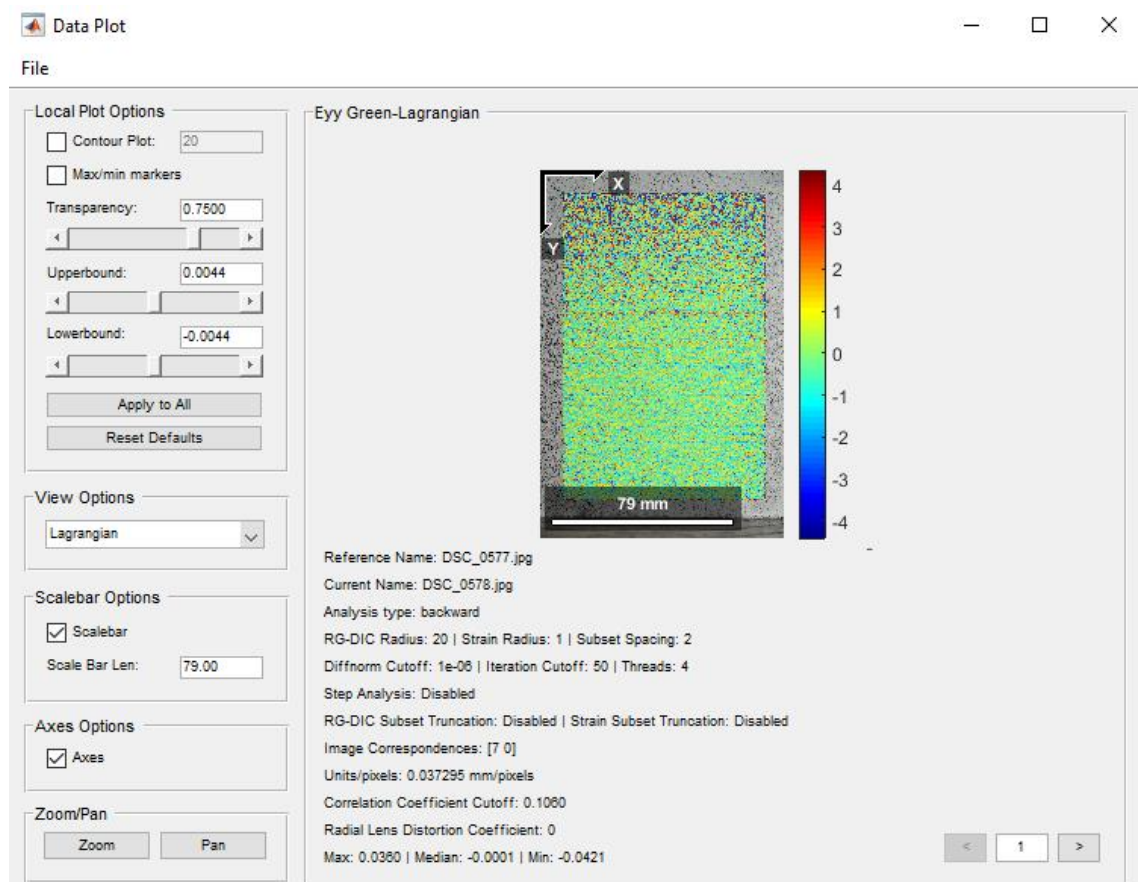 Data Plot
File
Local Plot Options
Contour Plot: 20
Max/min markers
Transparency: 0.7500
Upperbound: 0.0044
Lowerbound: -0.0044
Apply to All
Reset Defaults
View Options
Lagrangian
Scalebar Options
Scalebar
Scale Bar Len: 79.00
Axes Options
Axes
Zoom/Pan
Zoom Pan
Eyy Green-Lagrangian
X
Y
79 mm
4
3
2
1
0
-1
-2
-3
-4
Reference Name: DSC_0577.jpg
Current Name: DSC_0578.jpg
Analysis type: backward
RG-DIC Radius: 20 | Strain Radius: 1 | Subset Spacing: 2
Diffnorm Cutoff: 1e-06 | Iteration Cutoff: 50 | Threads: 4
Step Analysis: Disabled
RG-DIC Subset Truncation: Disabled | Strain Subset Truncation: Disabled
Image Correspondences: [7 0]
Units/pixels: 0.037295 mm/pixels
Correlation Coefficient Cutoff: 0.1060
Radial Lens Distortion Coefficient: 0
Max: 0.0360 | Median: -0.0001 | Min: -0.0421
< 1 >